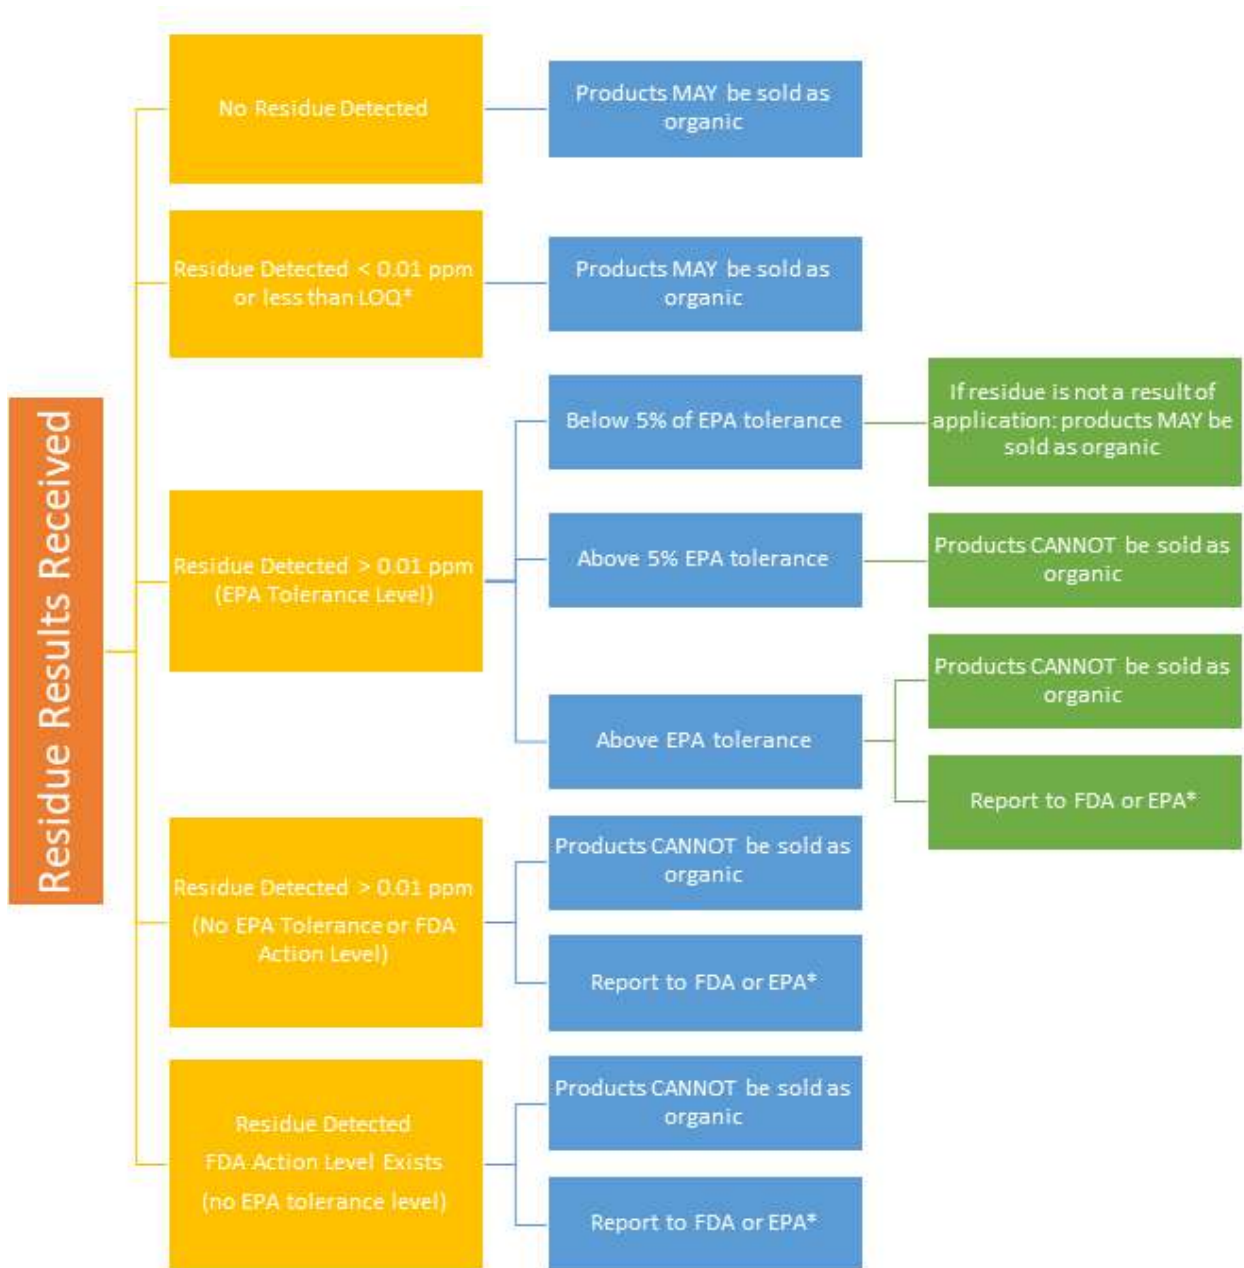 Residue Results Received
No Residue Detected
Products MAY be sold as
organic
Residue Detected < 0.01 ppm
or less than LOQ*
Products MAY be sold as
organic
Residue Detected > 0.01 ppm
(EPA Tolerance Level)
Below 5% of EPA tolerance
If residue is not a result of
application: products MAY be
sold as organic
Above 5% EPA tolerance
Products CANNOT be sold as
organic
Above EPA tolerance
Products CANNOT be sold as
organic
Report to FDA or EPA*
Residue Detected > 0.01 ppm
(No EPA Tolerance or FDA
Action Level)
Products CANNOT be sold as
organic
Report to FDA or EPA*
Residue Detected
FDA Action Level Exists
(no EPA tolerance level)
Products CANNOT be sold as
organic
Report to FDA or EPA*